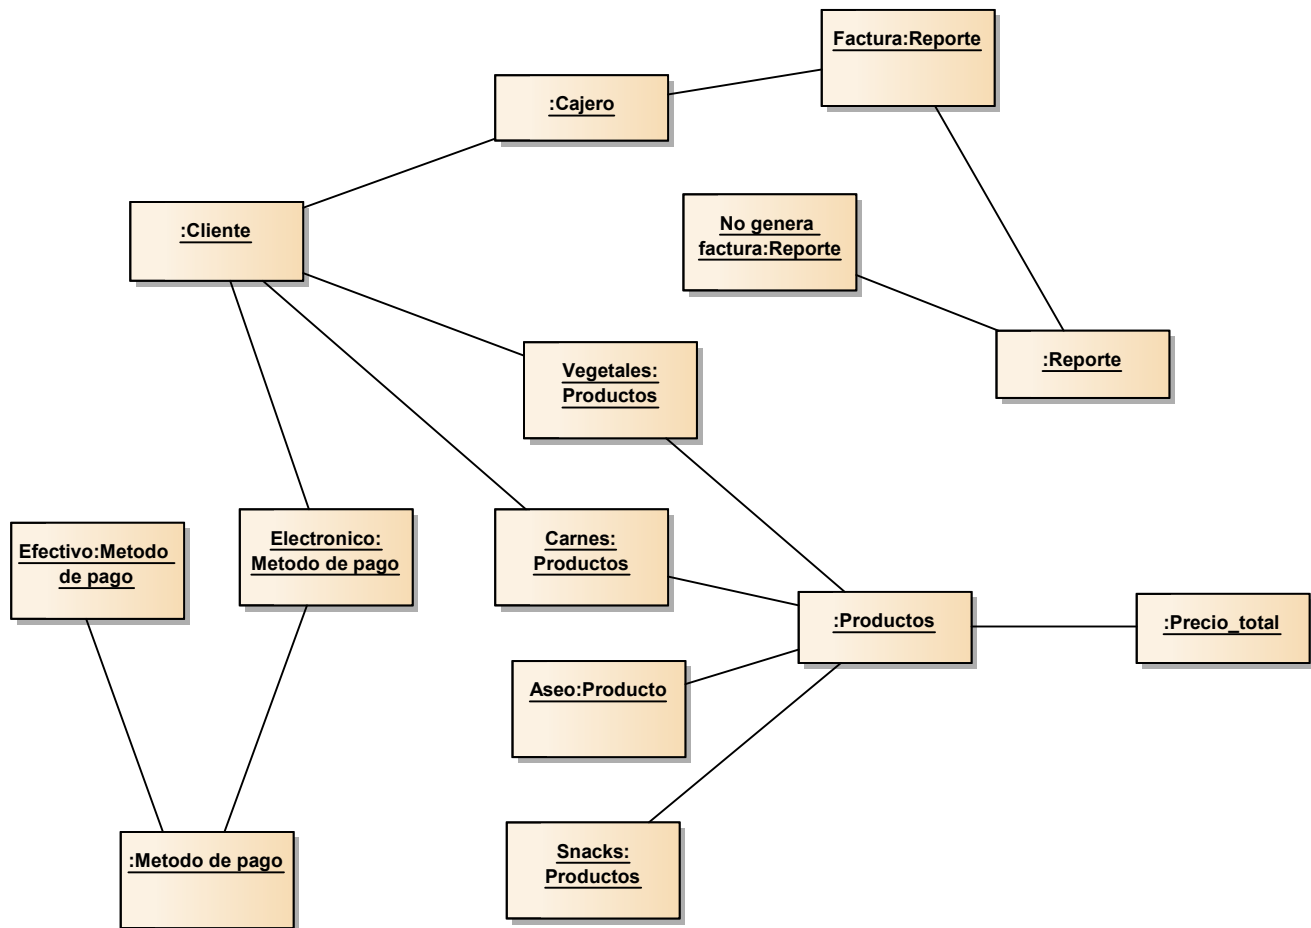 Factura:Reporte
:Cajero
No genera
factura:Reporte
:Cliente
:Reporte
Vegetales:
Productos
Efectivo:Metodo
de pago
Electronico:
Metodo de pago
Carnes:
Productos
:Productos
:Precio_total
Aseo:Producto
:Metodo de pago
Snacks:
Productos